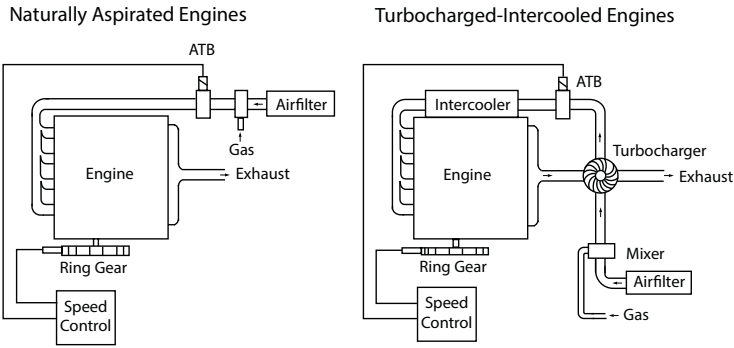 Naturally Aspirated Engines
ATB
Airfilter
Gas
Engine
Exhaust
Ring Gear
Speed
Control
Turbocharged-Intercooled Engines
ATB
Intercooler
Turbocharger
Engine
Exhaust
Mixer
Ring Gear
Airfilter
Gas
Speed
Control